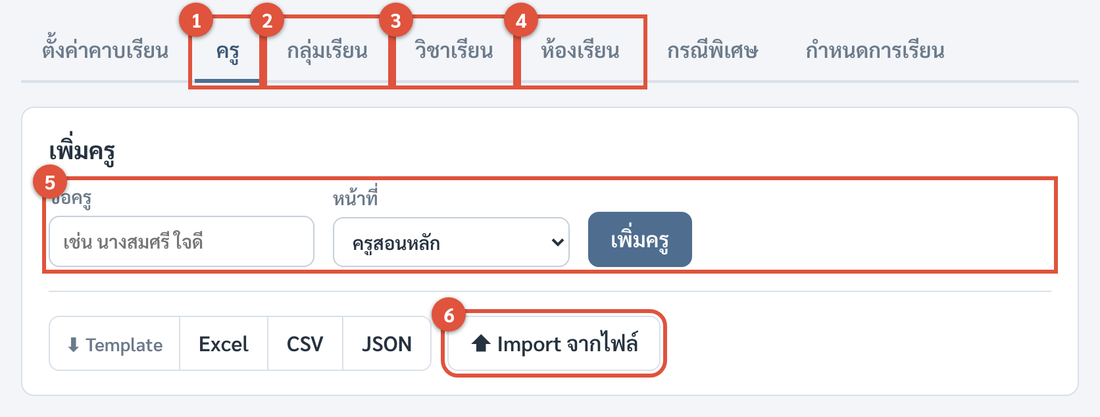 1 2 3 4
ตั้งค่าคาบเรียน ครู กลุ่มเรียน วิชาเรียน ห้องเรียน กรณีพิเศษ กำหนดการเรียน
เพิ่มครู
5
ครู หน้าที่
เช่น นางสมศรี ใจดี ครูสอนหลัก เพิ่มครู
6
⬇ Template Excel CSV JSON ⬆ Import จากไฟล์